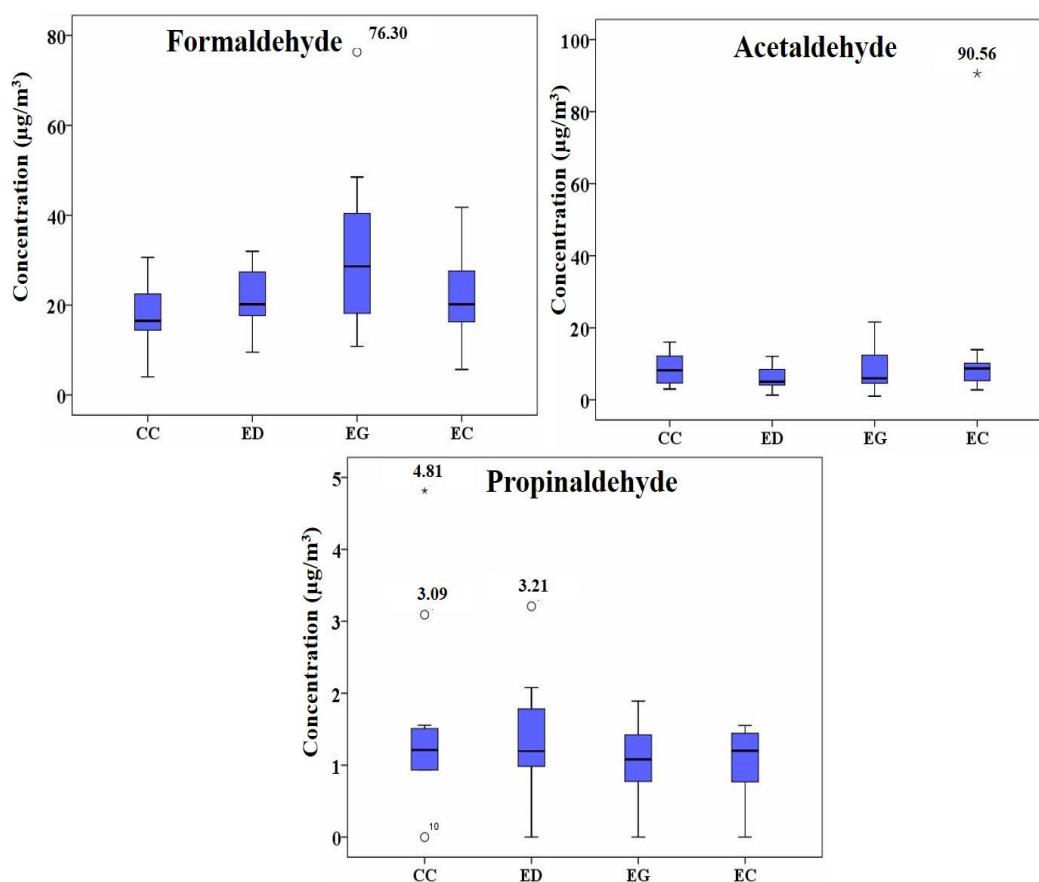 Formaldehyde
76.30
Concentration (µg/m³)
80
60
40
20
0
CC ED EG EC
Acetaldehyde
90.56
Concentration (µg/m³)
100
80
60
40
20
0
CC ED EG EC
Propinaldehyde
4.81
3.09
3.21
Concentration (µg/m³)
5
4
3
2
1
0
10
CC ED EG EC